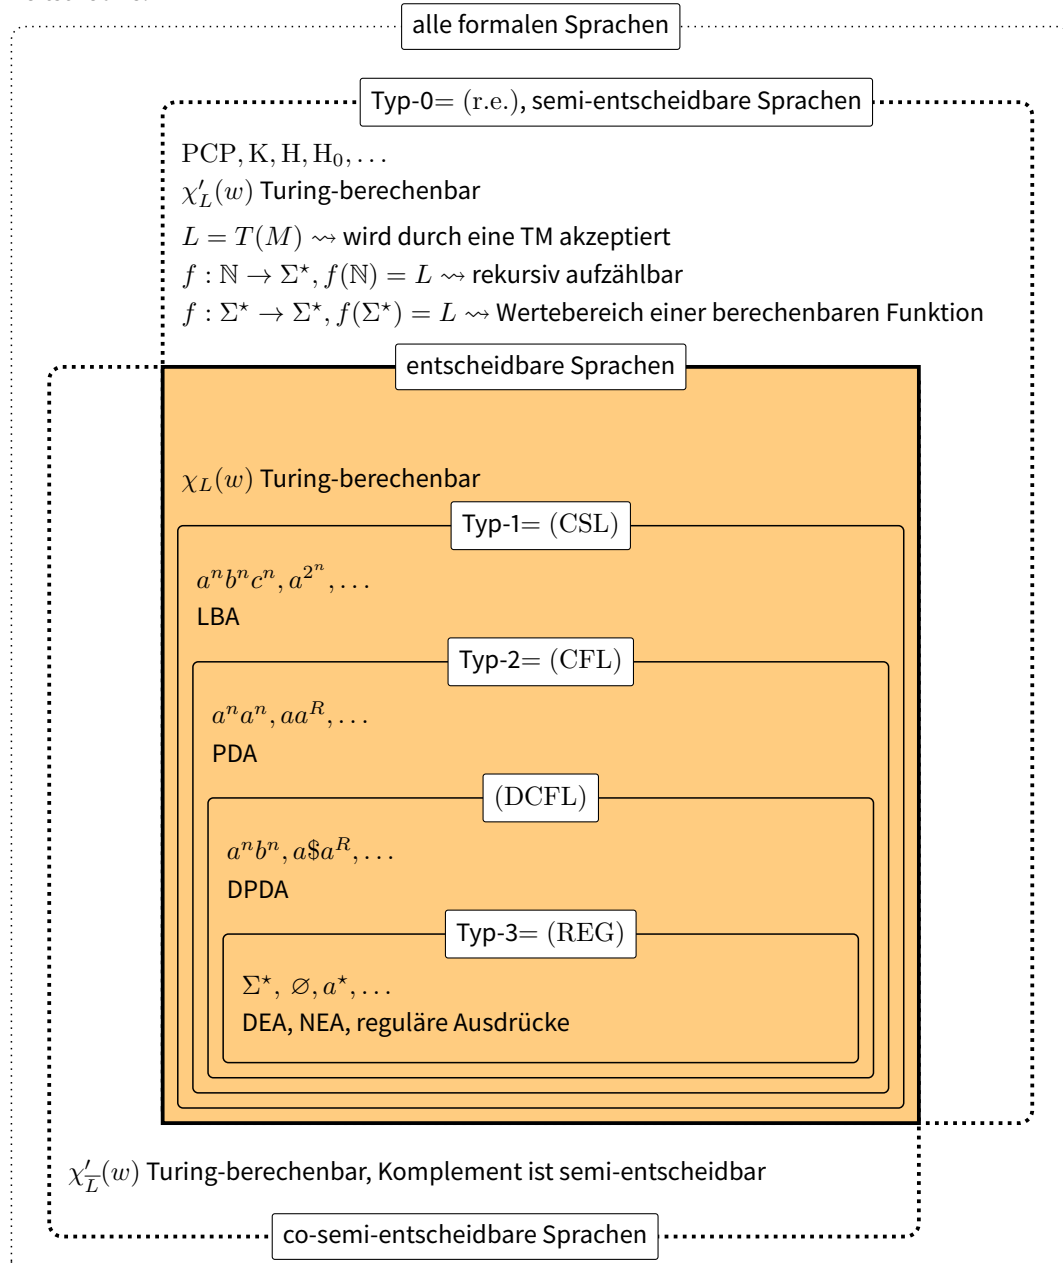 alle formalen Sprachen
Typ-0= (r.e.), semi-entscheidbare Sprachen
PCP, K, H, H₀, …
χ′_L(w) Turing-berechenbar
L = T(M) ⇝ wird durch eine TM akzeptiert
f : ℕ → Σ⋆, f(ℕ) = L ⇝ rekursiv aufzählbar
f : Σ⋆ → Σ⋆, f(Σ⋆) = L ⇝ Wertebereich einer berechenbaren Funktion
entscheidbare Sprachen
χ_L(w) Turing-berechenbar
Typ-1= (CSL)
aⁿbⁿcⁿ, a^{2ⁿ}, …
LBA
Typ-2= (CFL)
aⁿaⁿ, aa^R, …
PDA
(DCFL)
aⁿbⁿ, a$a^R, …
DPDA
Typ-3= (REG)
Σ⋆, ∅, a⋆, …
DEA, NEA, reguläre Ausdrücke
χ′_L̅(w) Turing-berechenbar, Komplement ist semi-entscheidbar
co-semi-entscheidbare Sprachen